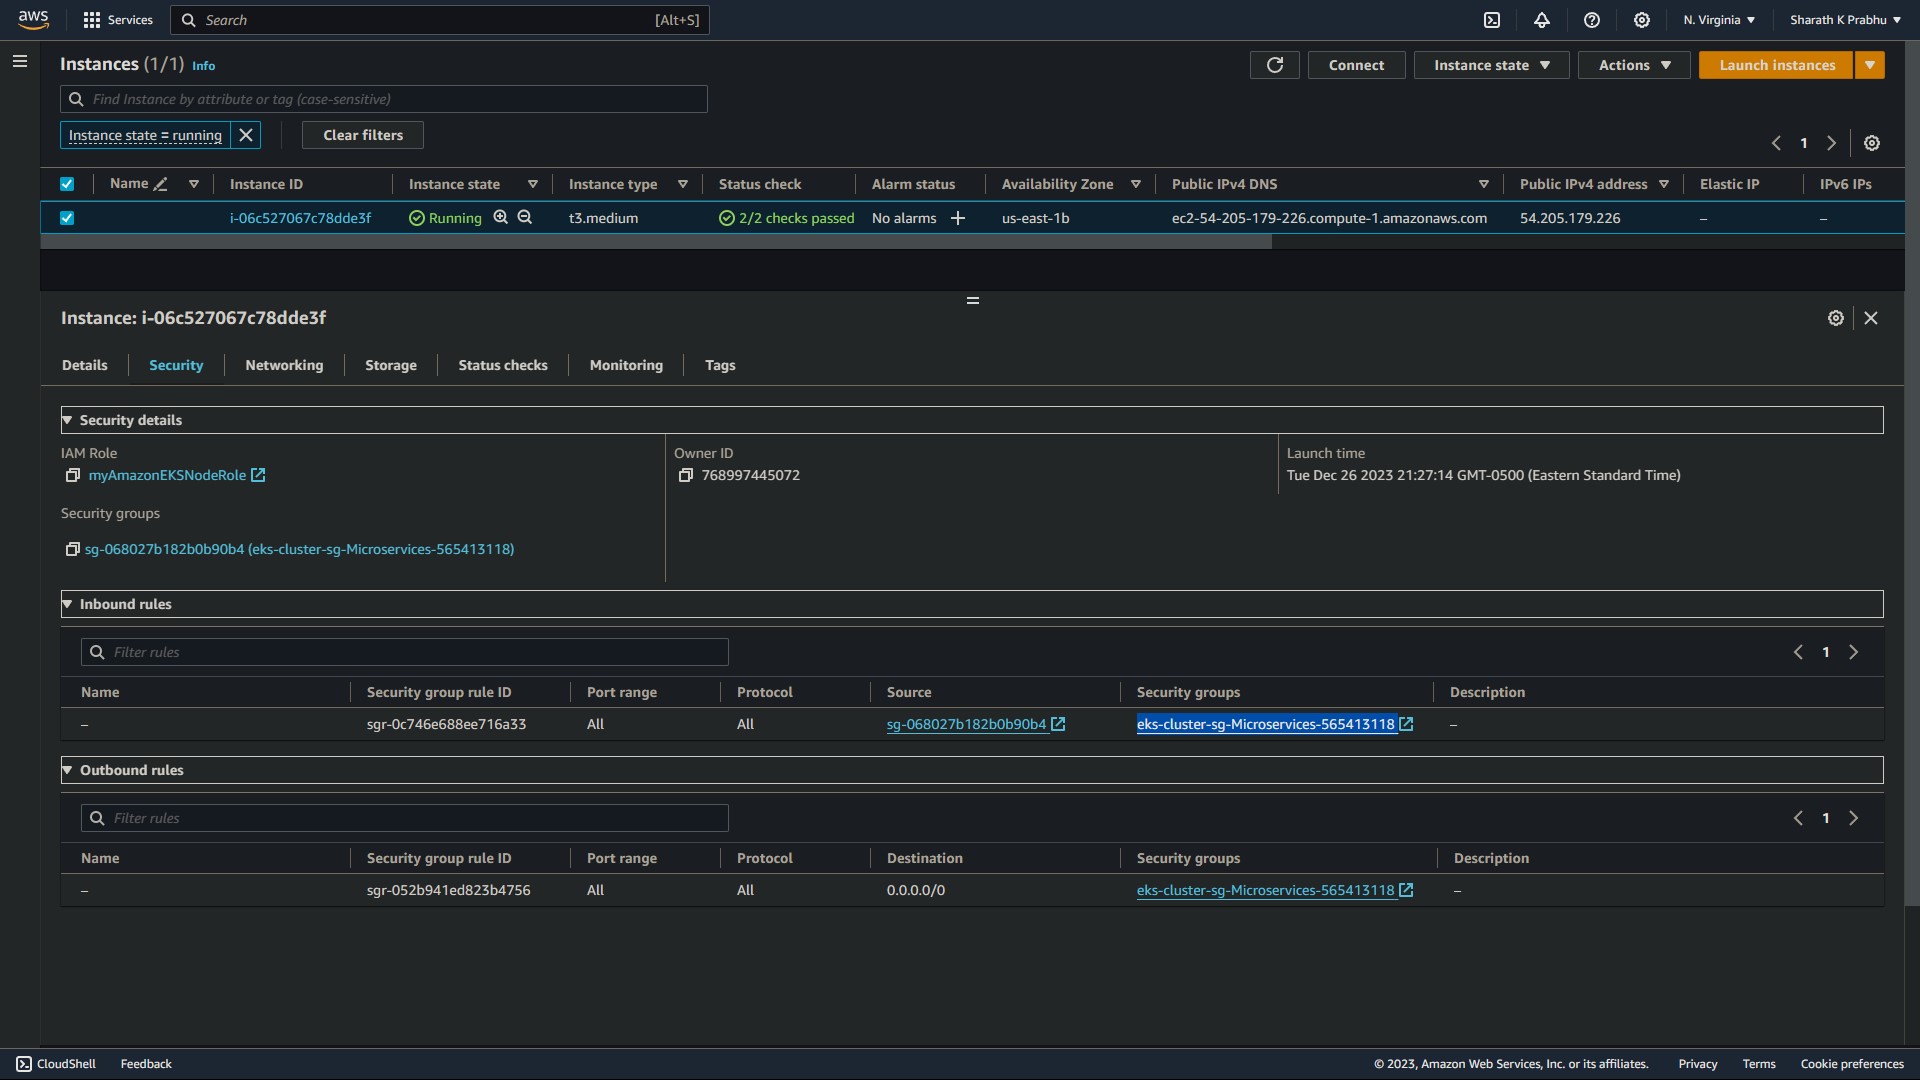 aws Services Search [Alt+S] N. Virginia Sharath K Prabhu
Instances (1/1) Info Connect Instance state Actions Launch instances
Find Instance by attribute or tag (case-sensitive)
Instance state = running Clear filters
1
Name Instance ID Instance state Instance type Status check Alarm status Availability Zone Public IPv4 DNS Public IPv4 address Elastic IP IPv6 IPs
i-06c527067c78dde3f Running t3.medium 2/2 checks passed No alarms us-east-1b ec2-54-205-179-226.compute-1.amazonaws.com 54.205.179.226 – –
Instance: i-06c527067c78dde3f
Details Security Networking Storage Status checks Monitoring Tags
Security details
IAM Role Owner ID Launch time
myAmazonEKSNodeRole 768997445072 Tue Dec 26 2023 21:27:14 GMT-0500 (Eastern Standard Time)
Security groups
sg-068027b182b0b90b4 (eks-cluster-sg-Microservices-565413118)
Inbound rules
Filter rules 1
Name Security group rule ID Port range Protocol Source Security groups Description
– sgr-0c746e688ee716a33 All All sg-068027b182b0b90b4 eks-cluster-sg-Microservices-565413118 –
Outbound rules
Filter rules 1
Name Security group rule ID Port range Protocol Destination Security groups Description
– sgr-052b941ed823b4756 All All 0.0.0.0/0 eks-cluster-sg-Microservices-565413118 –
CloudShell Feedback © 2023, Amazon Web Services, Inc. or its affiliates. Privacy Terms Cookie preferences